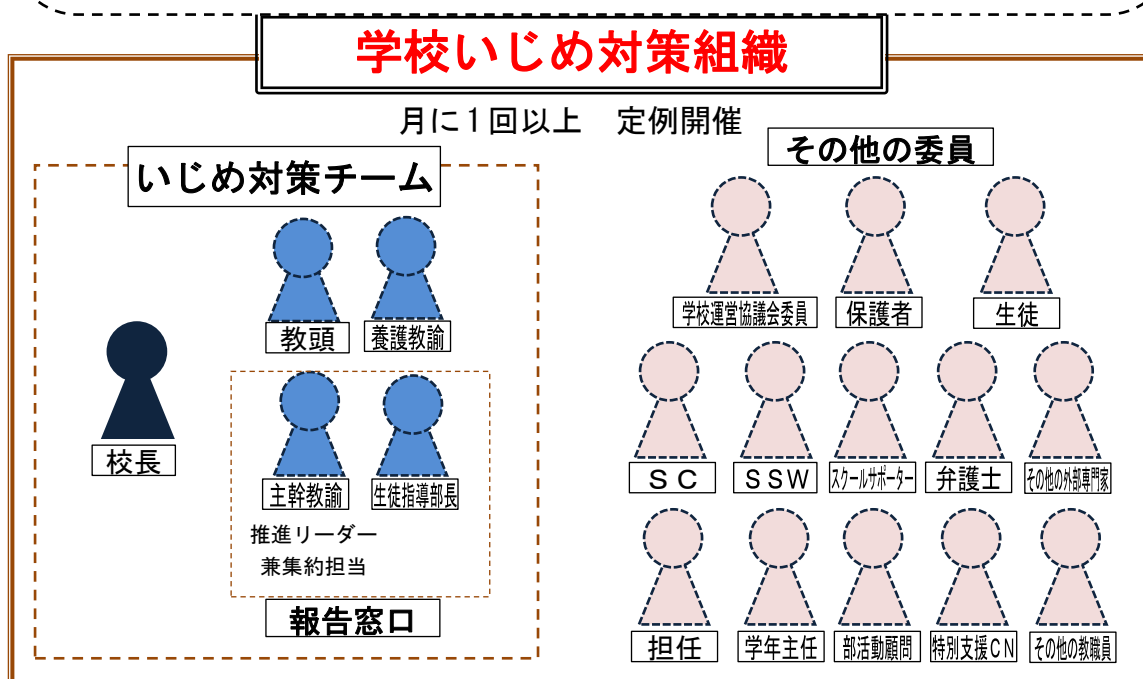 学校いじめ対策組織
月に1回以上 定例開催
いじめ対策チーム
教頭
養護教諭
校長
主幹教諭
生徒指導部長
推進リーダー
兼集約担当
報告窓口
その他の委員
学校運営協議会委員
保護者
生徒
SC
SSW
スクールサポーター
弁護士
その他の外部専門家
担任
学年主任
部活動顧問
特別支援CN
その他の教職員